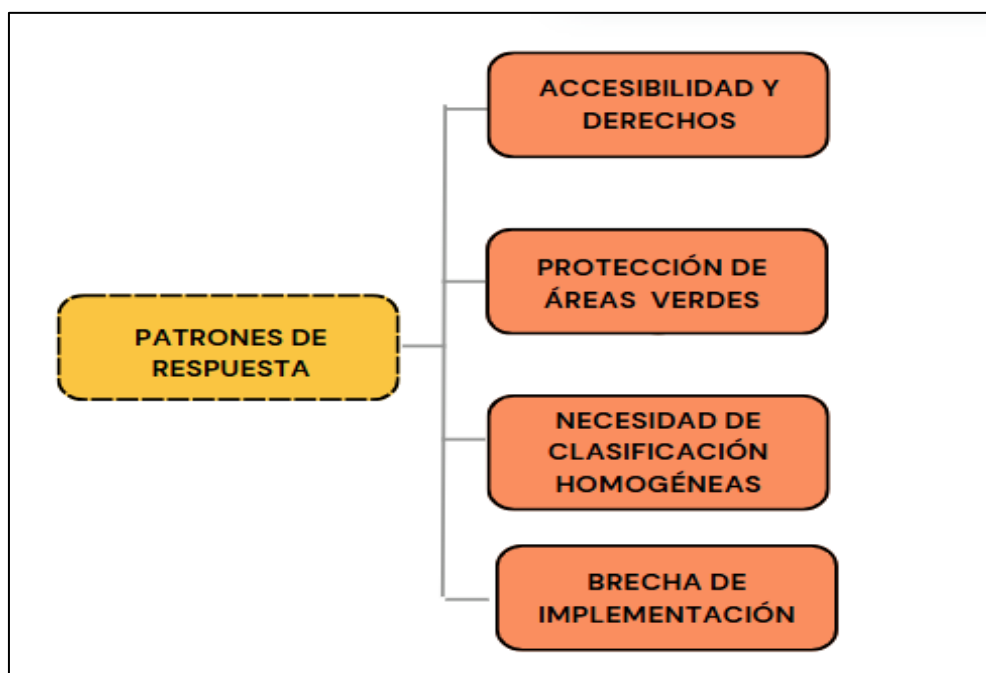 ACCESIBILIDAD Y
DERECHOS
PROTECCIÓN DE
ÁREAS VERDES
PATRONES DE
RESPUESTA
NECESIDAD DE
CLASIFICACIÓN
HOMOGÉNEAS
BRECHA DE
IMPLEMENTACIÓN